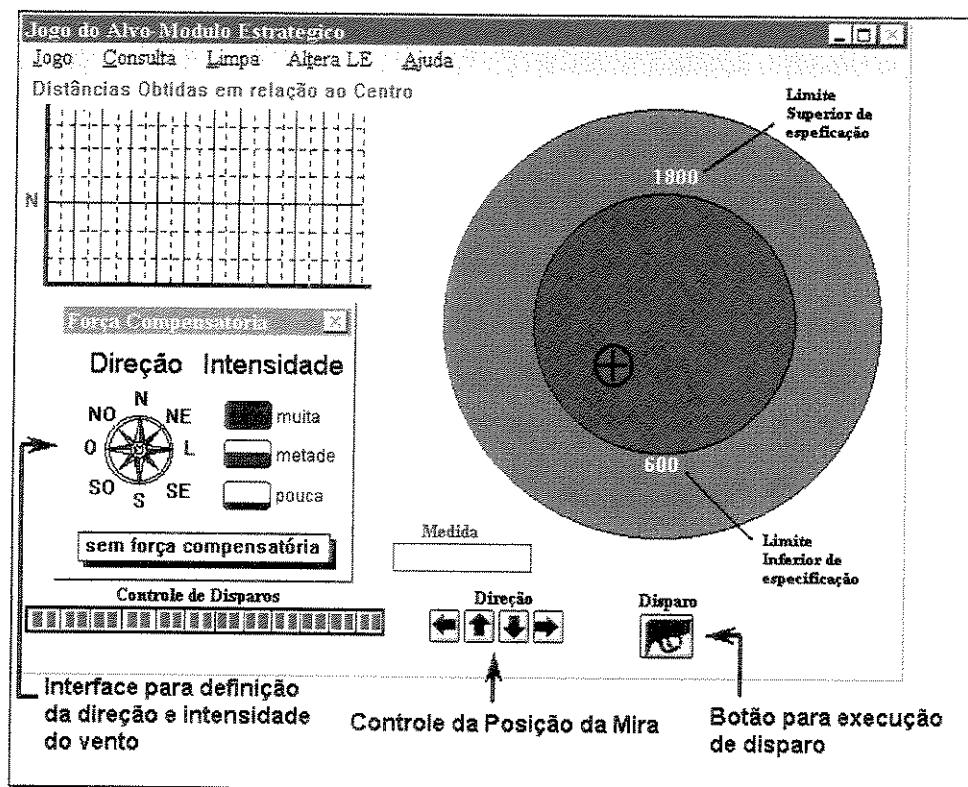 Jogo do Alvo-Modulo Estrategico
Jogo Consulta Limpa Altera LE Ajuda
Distâncias Obtidas em relação ao Centro
N
Limite
Superior de
espeficação
1800
600
Limite
Inferior de
especificação
Força Compensatória
Direção Intensidade
N
NO NE
O L
SO SE
S
muita
metade
pouca
sem força compensatória
Medida
Controle de Disparos
Direção
Disparo
Interface para definição
da direção e intensidade
do vento
Controle da Posição da Mira
Botão para execução
de disparo